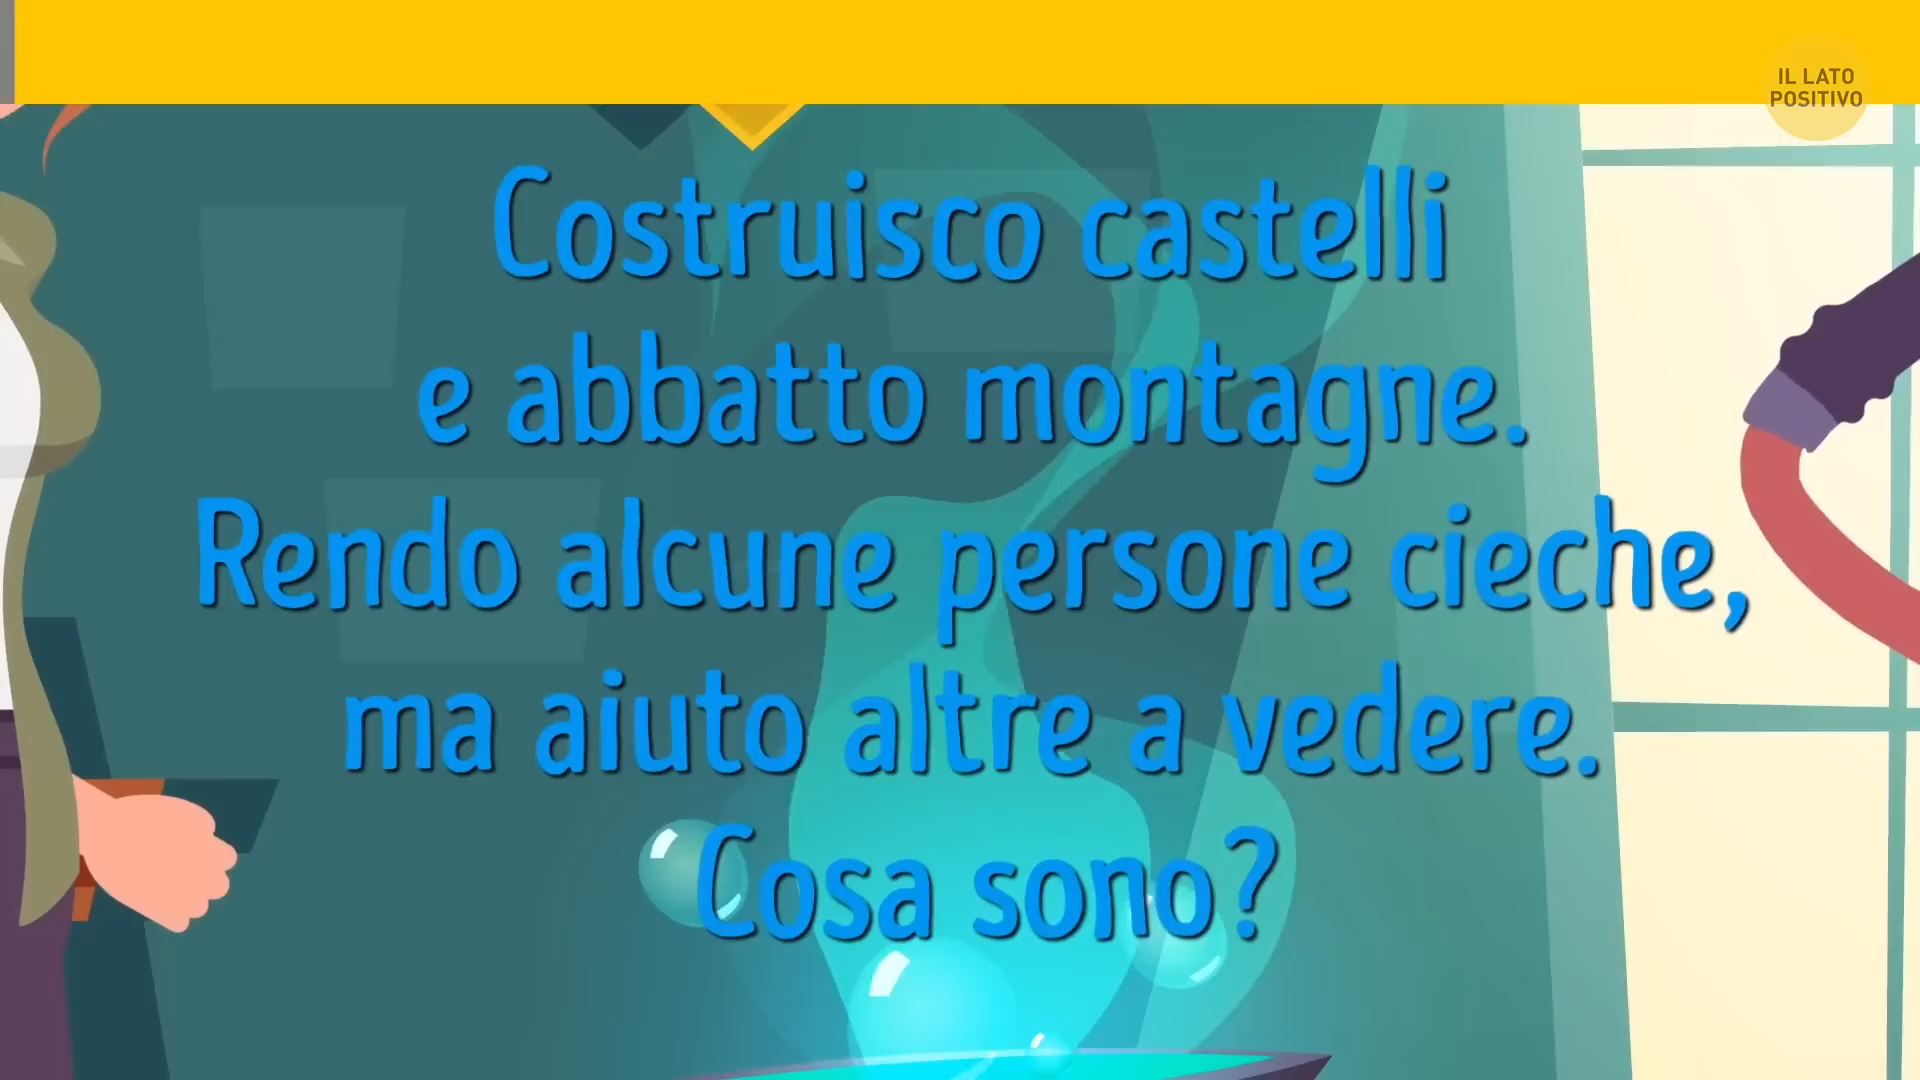 IL LATO
POSITIVO
Costruisco castelli
e abbatto montagne.
Rendo alcune persone cieche,
ma aiuto altre a vedere.
Cosa sono?